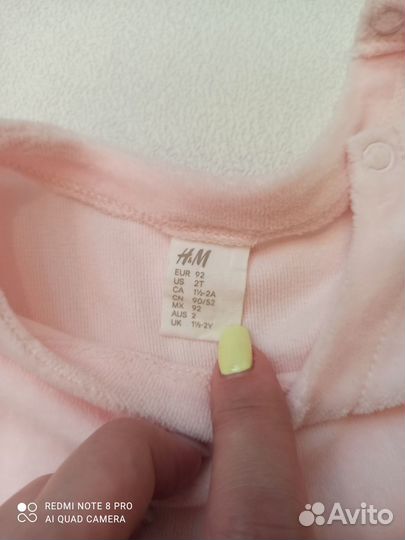 H&M
EUR 92
US 2T
CA 1½-2A
CN 90/52
MX 92
AUS 2
UK 1½-2Y
REDMI NOTE 8 PRO
AI QUAD CAMERA
Avito